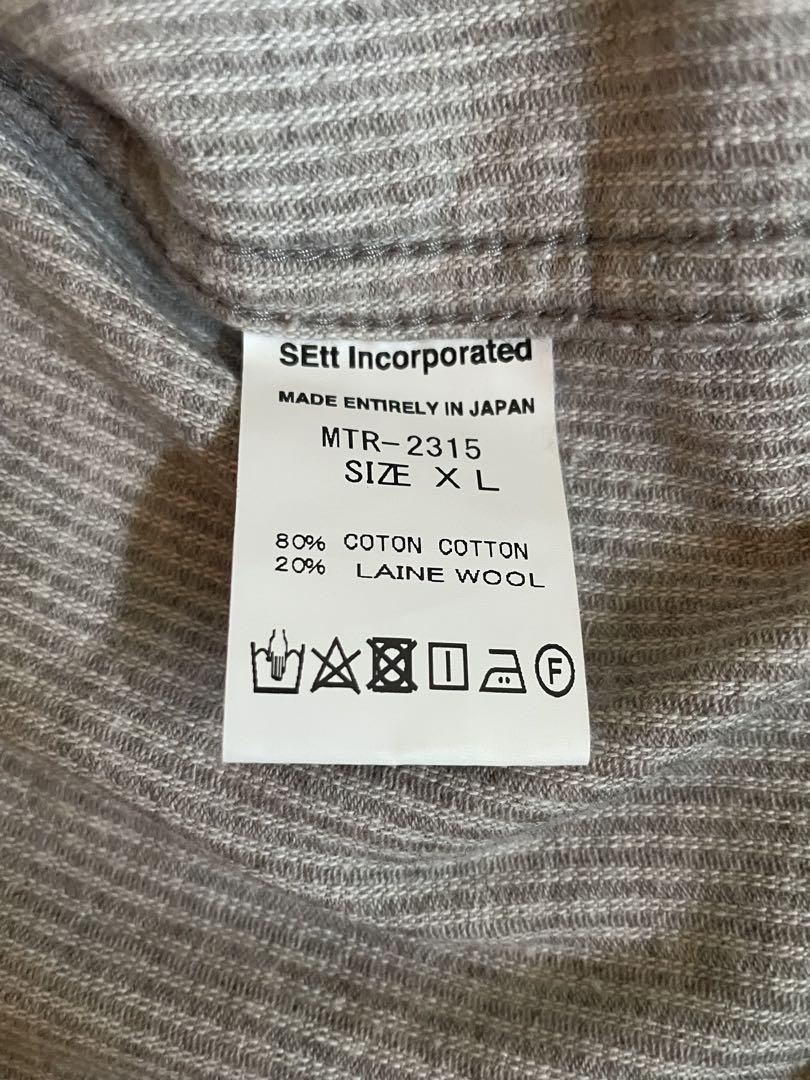 SEtt Incorporated
MADE ENTIRELY IN JAPAN
MTR-2315
SIZE XL
80% COTON COTTON
20% LAINE WOOL
F